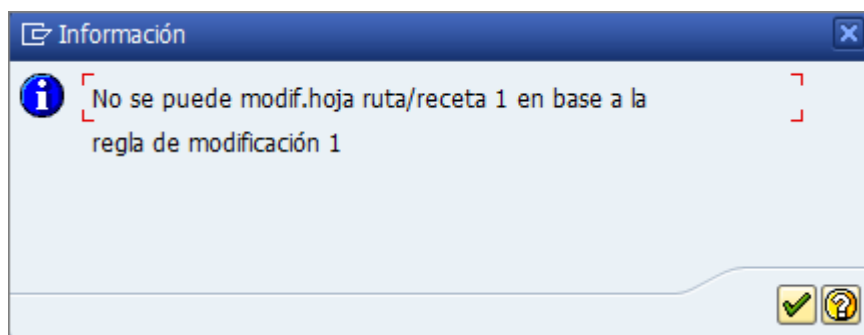 Información
No se puede modif.hoja ruta/receta 1 en base a la
regla de modificación 1